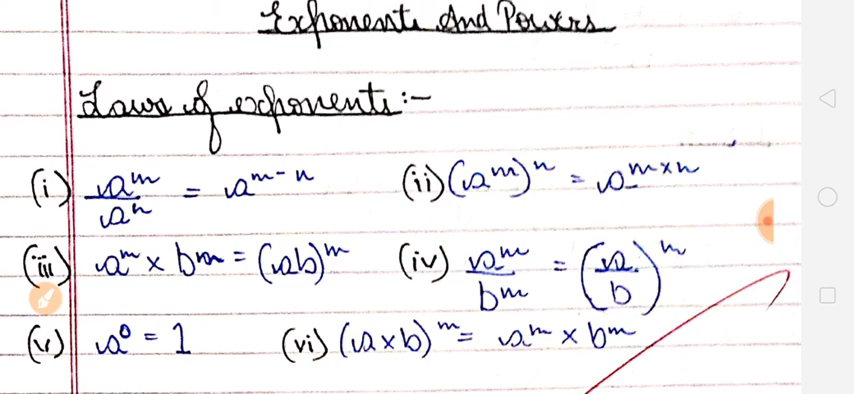 Exponents And Powers
Laws of exponents:-
(i) a^m/a^n = a^(m-n) (ii) (a^m)^n = a^(m×n)
(iii) a^m × b^m = (ab)^m (iv) a^m/b^m = (a/b)^m
(v) a^0 = 1 (vi) (a×b)^m = a^m × b^m